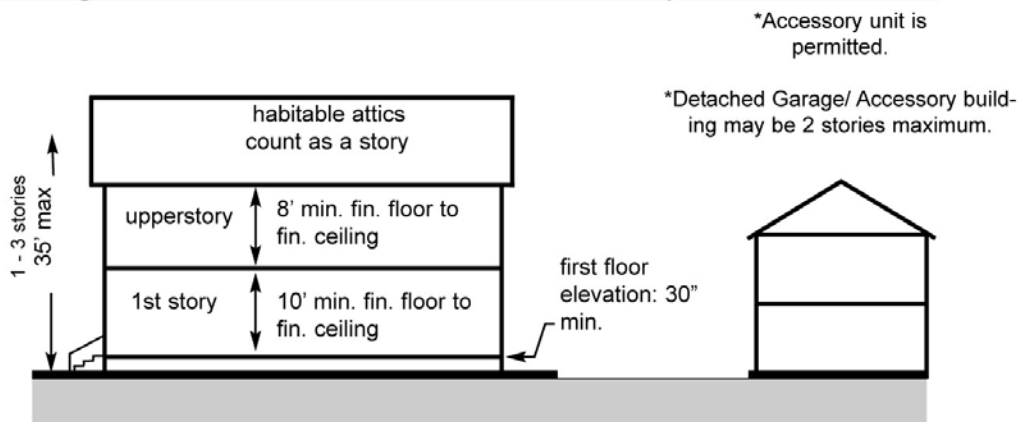 *Accessory unit is
permitted.
*Detached Garage/ Accessory build-
ing may be 2 stories maximum.
habitable attics
count as a story
1 - 3 stories
35' max
upperstory
8' min. fin. floor to
fin. ceiling
1st story
10' min. fin. floor to
fin. ceiling
first floor
elevation: 30”
min.